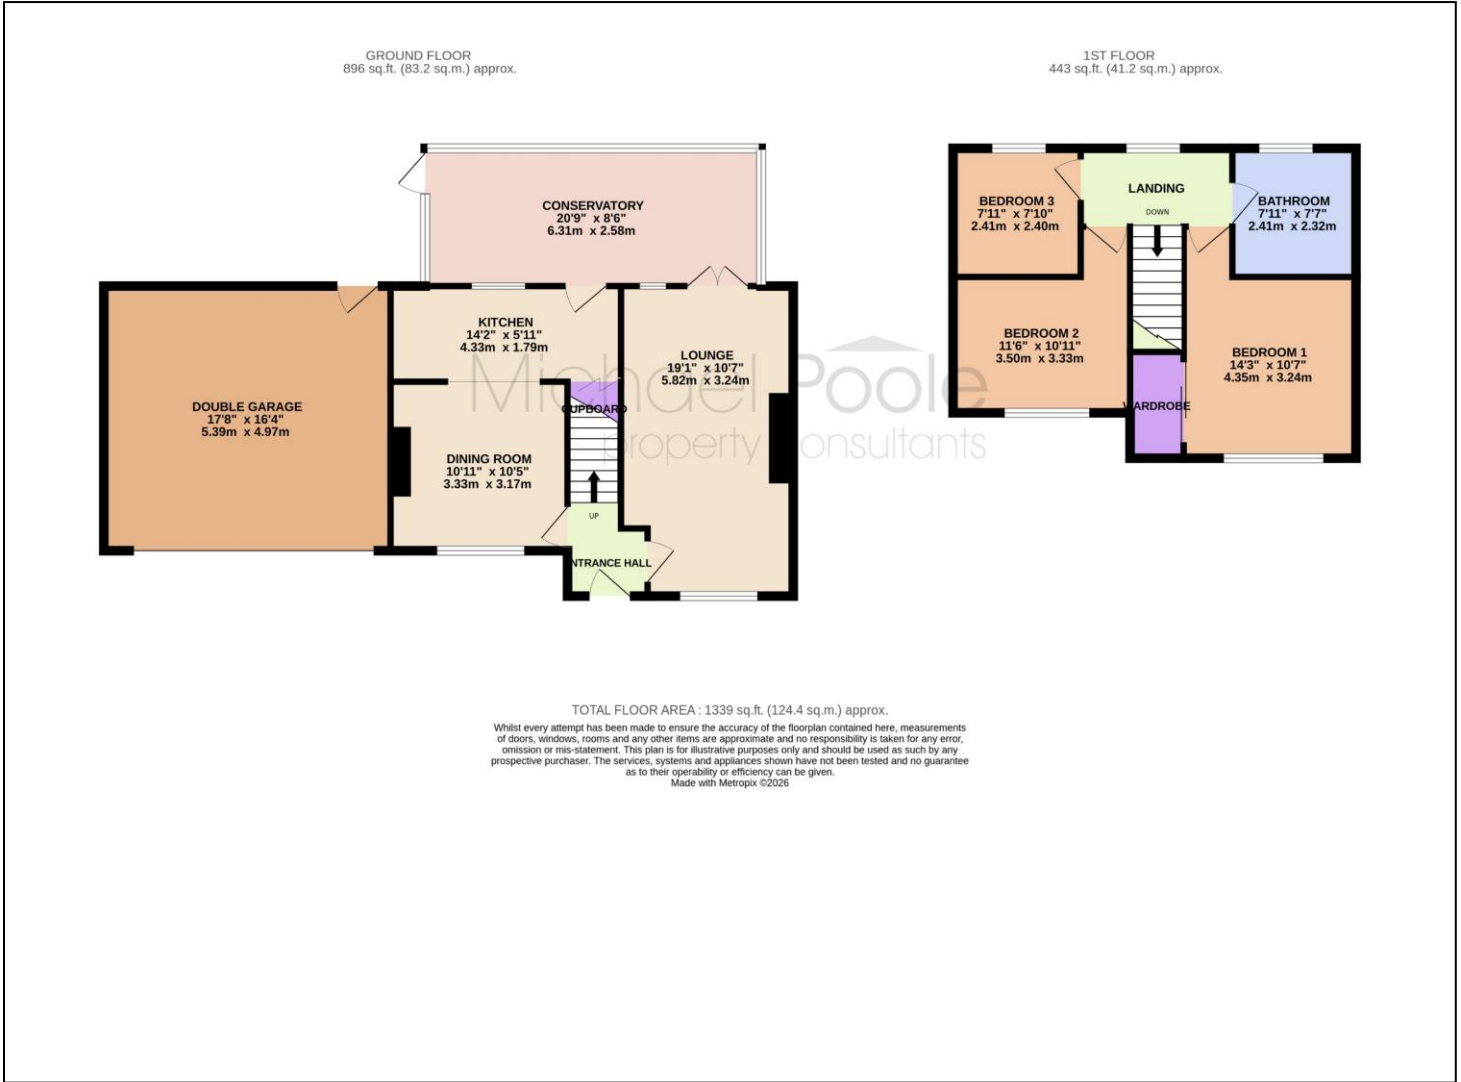 GROUND FLOOR
896 sq.ft. (83.2 sq.m.) approx.
1ST FLOOR
443 sq.ft. (41.2 sq.m.) approx.
CONSERVATORY
20'9" x 8'6"
6.31m x 2.58m
KITCHEN
14'2" x 5'11"
4.33m x 1.79m
LOUNGE
19'1" x 10'7"
5.82m x 3.24m
DOUBLE GARAGE
17'8" x 16'4"
5.39m x 4.97m
CUPBOARD
DINING ROOM
10'11" x 10'5"
3.33m x 3.17m
UP
NTRANCE HALL
BEDROOM 3
7'11" x 7'10"
2.41m x 2.40m
LANDING
DOWN
BATHROOM
7'11" x 7'7"
2.41m x 2.32m
BEDROOM 2
11'6" x 10'11"
3.50m x 3.33m
BEDROOM 1
14'3" x 10'7"
4.35m x 3.24m
WARDROBE
Michael Poole
property consultants
TOTAL FLOOR AREA : 1339 sq.ft. (124.4 sq.m.) approx.
Whilst every attempt has been made to ensure the accuracy of the floorplan contained here, measurements
of doors, windows, rooms and any other items are approximate and no responsibility is taken for any error,
omission or mis-statement. This plan is for illustrative purposes only and should be used as such by any
prospective purchaser. The services, systems and appliances shown have not been tested and no guarantee
as to their operability or efficiency can be given.
Made with Metropix ©2026